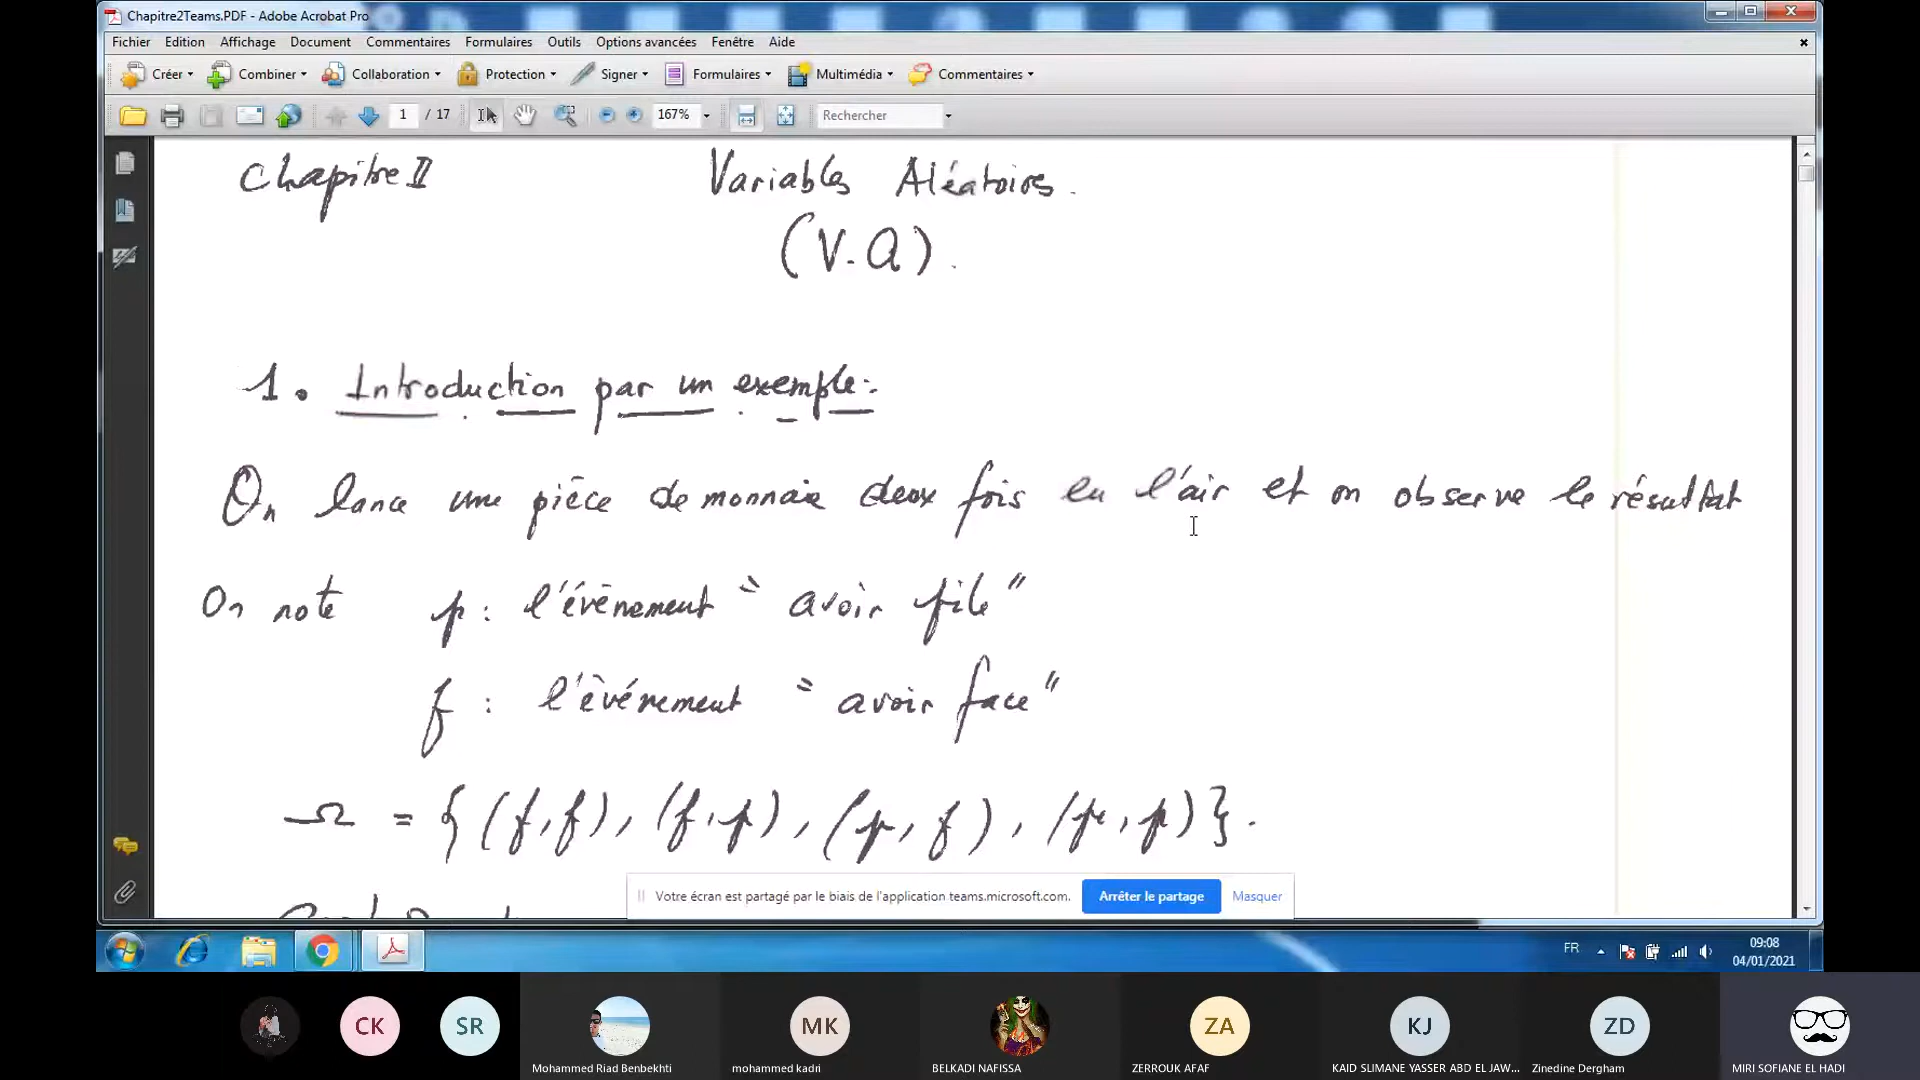 Chapitre2Teams.PDF - Adobe Acrobat Pro
Fichier Edition Affichage Document Commentaires Formulaires Outils Options avancées Fenêtre Aide
Créer Combiner Collaboration Protection Signer Formulaires Multimédia Commentaires
1 / 17 167% Rechercher
Chapitre II Variables Aléatoires.
(V.a).
1. Introduction par un exemple:
On lance une pièce de monnaie deux fois en l'air et on observe le résultat
On note p : l'évènement " avoir pile "
f : l'événement " avoir face "
Ω = {(f,f), (f,p), (p,f), (p,p)}.
Votre écran est partagé par le biais de l'application teams.microsoft.com. Arrêter le partage Masquer
FR 09:08
04/01/2021
CK SR MK ZA KJ ZD
Mohammed Riad Benbekhti mohammed kadri BELKADI NAFISSA ZERROUK AFAF KAID SLIMANE YASSER ABD EL JAW... Zinedine Dergham MIRI SOFIANE EL HADI